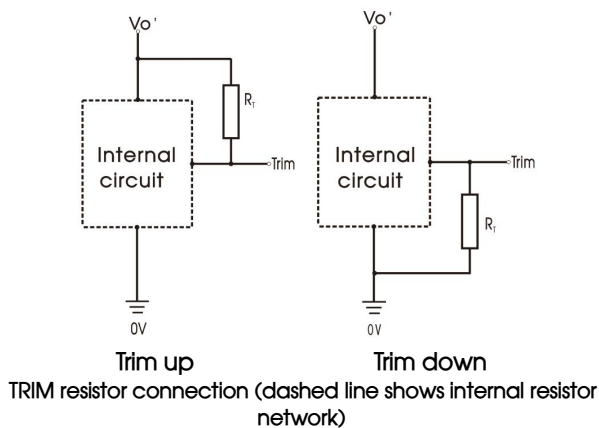 Vo'
Vo'
RT
Internal
circuit
Trim
Internal
circuit
Trim
RT
0V
0V
Trim up
Trim down
TRIM resistor connection (dashed line shows internal resistor
network)